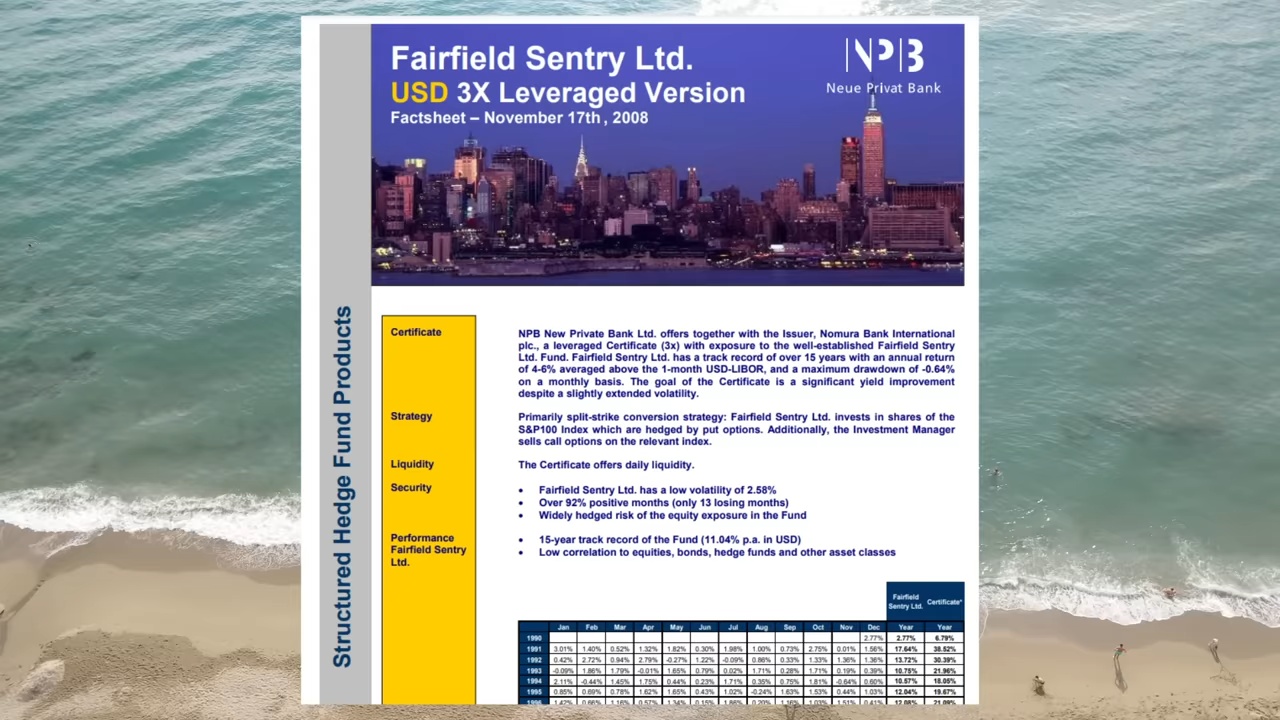 Fairfield Sentry Ltd.
USD 3X Leveraged Version
Factsheet – November 17th , 2008
NPB
Neue Privat Bank
Structured Hedge Fund Products
Certificate
NPB New Private Bank Ltd. offers together with the Issuer, Nomura Bank International
plc., a leveraged Certificate (3x) with exposure to the well-established Fairfield Sentry
Ltd. Fund. Fairfield Sentry Ltd. has a track record of over 15 years with an annual return
of 4-6% averaged above the 1-month USD-LIBOR, and a maximum drawdown of -0.64%
on a monthly basis. The goal of the Certificate is a significant yield improvement
despite a slightly extended volatility.
Strategy
Primarily split-strike conversion strategy: Fairfield Sentry Ltd. invests in shares of the
S&P100 Index which are hedged by put options. Additionally, the Investment Manager
sells call options on the relevant index.
Liquidity
The Certificate offers daily liquidity.
Security
• Fairfield Sentry Ltd. has a low volatility of 2.58%
• Over 92% positive months (only 13 losing months)
• Widely hedged risk of the equity exposure in the Fund
Performance
Fairfield Sentry
Ltd.
• 15-year track record of the Fund (11.04% p.a. in USD)
• Low correlation to equities, bonds, hedge funds and other asset classes
Fairfield
Sentry Ltd.
Certificate*
Jan Feb Mar Apr May Jun Jul Aug Sep Oct Nov Dec Year Year
1990 2.77% 2.77% 6.79%
1991 3.01% 1.40% 0.52% 1.32% 1.82% 0.30% 1.98% 1.00% 0.73% 2.75% 0.01% 1.56% 17.64% 38.52%
1992 0.42% 2.72% 0.94% 2.79% -0.27% 1.22% -0.09% 0.86% 0.33% 1.33% 1.36% 1.36% 13.72% 30.39%
1993 -0.09% 1.86% 1.79% -0.01% 1.65% 0.79% 0.02% 1.71% 0.28% 1.71% 0.19% 0.39% 10.75% 21.96%
1994 2.11% -0.44% 1.45% 1.75% 0.44% 0.23% 1.71% 0.35% 0.75% 1.81% -0.64% 0.60% 10.57% 18.05%
1995 0.85% 0.69% 0.78% 1.62% 1.65% 0.43% 1.02% -0.24% 1.63% 1.53% 0.44% 1.03% 12.04% 19.67%